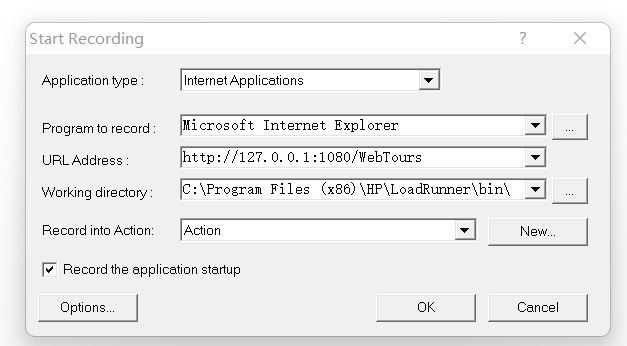 Start Recording ? ×
Application type : Internet Applications
Program to record : Microsoft Internet Explorer ...
URL Address : http://127.0.0.1:1080/WebTours
Working directory : C:\Program Files (x86)\HP\LoadRunner\bin\ ...
Record into Action: Action New...
Record the application startup
Options... OK Cancel